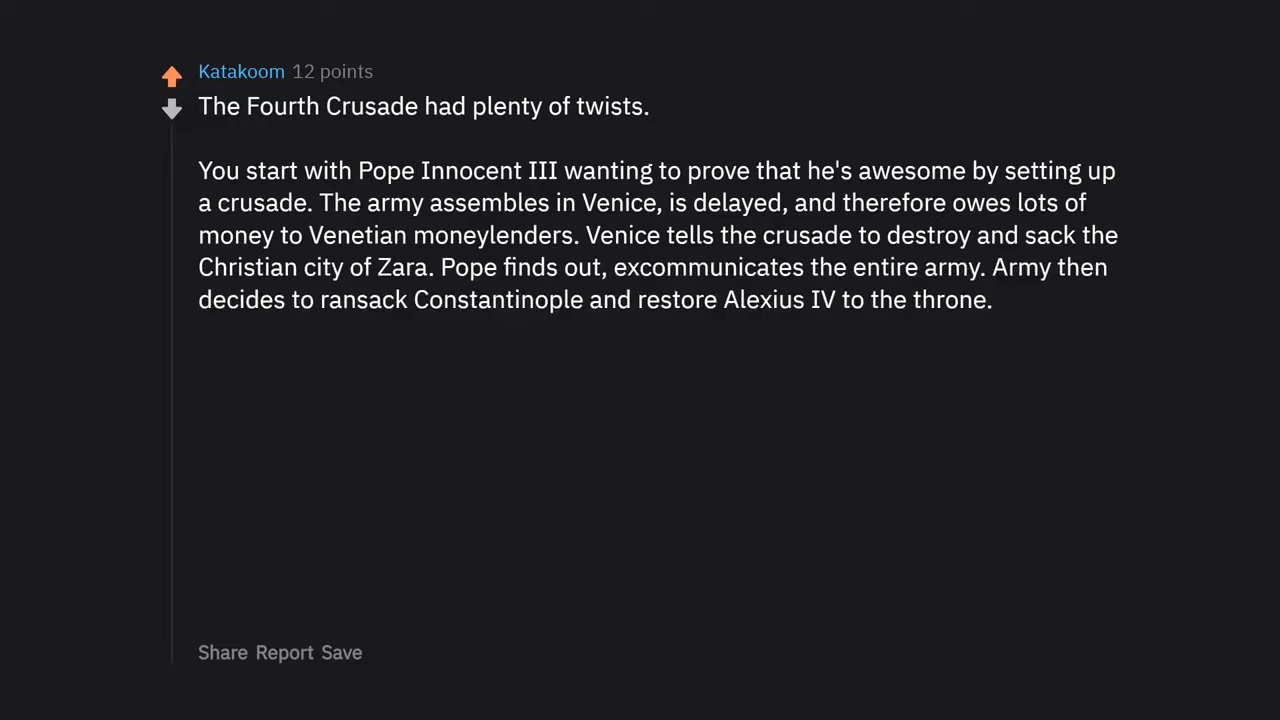 Katakoom 12 points
The Fourth Crusade had plenty of twists.
You start with Pope Innocent III wanting to prove that he's awesome by setting up
a crusade. The army assembles in Venice, is delayed, and therefore owes lots of
money to Venetian moneylenders. Venice tells the crusade to destroy and sack the
Christian city of Zara. Pope finds out, excommunicates the entire army. Army then
decides to ransack Constantinople and restore Alexius IV to the throne.
Share Report Save